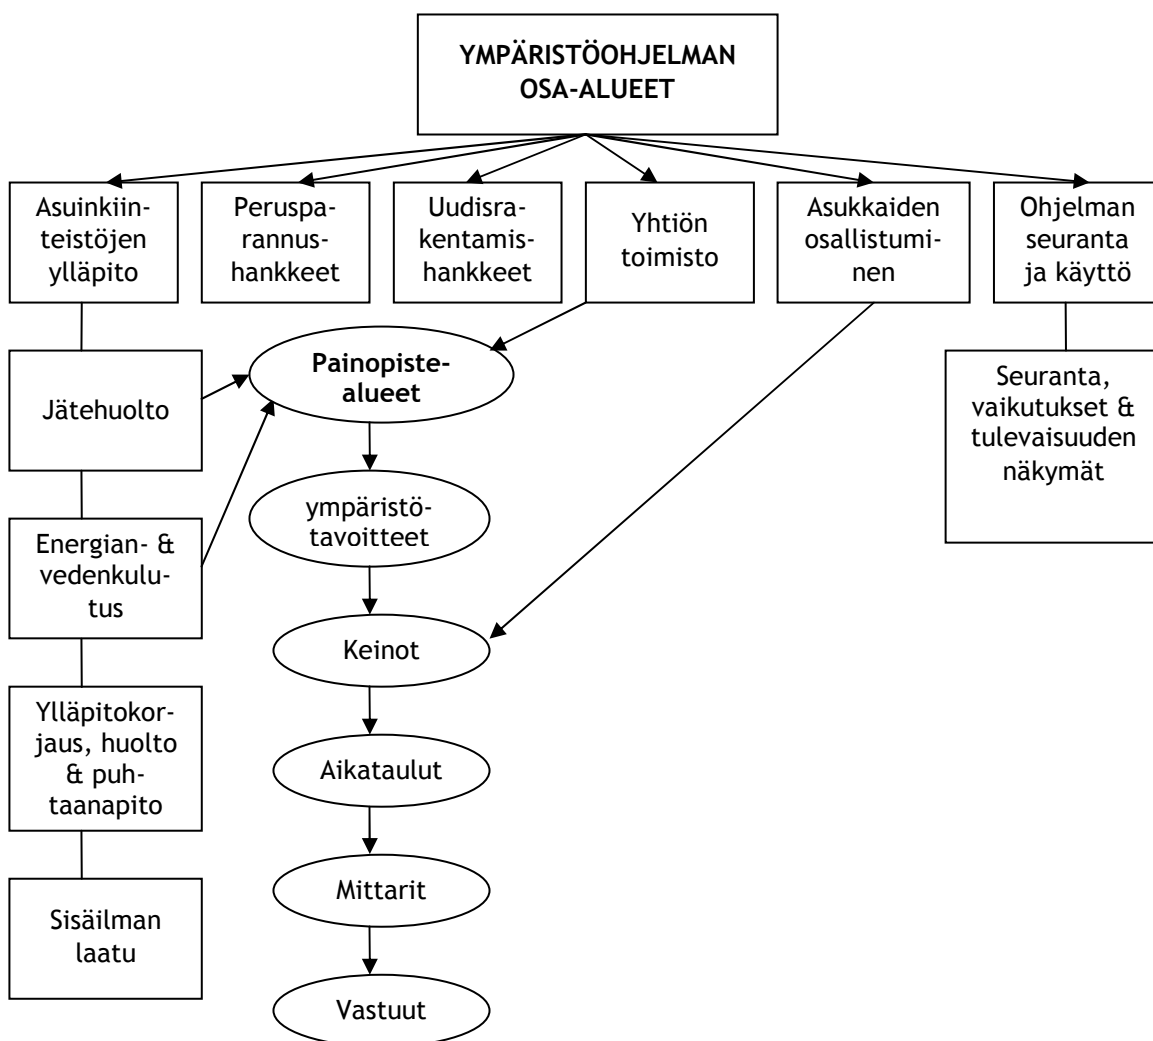 YMPÄRISTÖOHJELMAN
OSA-ALUEET
Asuinkiin-
teistöjen
ylläpito
Peruspa-
rannus-
hankkeet
Uudisra-
kentamis-
hankkeet
Yhtiön
toimisto
Asukkaiden
osallistumi-
nen
Ohjelman
seuranta
ja käyttö
Jätehuolto
Painopiste-
alueet
Seuranta,
vaikutukset &
tulevaisuuden
näkymät
Energian- &
vedenkulu-
tus
ympäristö-
tavoitteet
Keinot
Ylläpitokor-
jaus, huolto
& puh-
taanapito
Aikataulut
Sisäilman
laatu
Mittarit
Vastuut